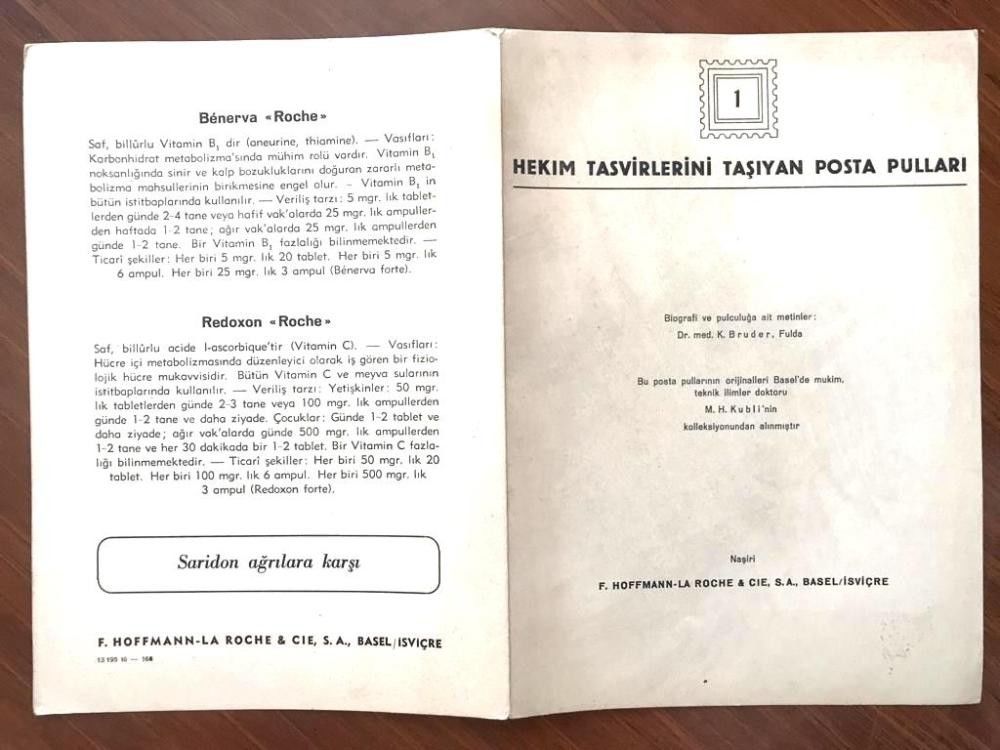 Bénerva «Roche»
Saf, billûrlu Vitamin B₁ dir (aneurine, thiamine). — Vasıfları:
Karbonhidrat metabolizma'sında mühim rolü vardır. Vitamin B₁
noksanlığında sinir ve kalp bozukluklarını doğuran zararlı meta-
bolizma mahsullerinin birikmesine engel olur. – Vitamin B₁ in
bütün istitbaplarında kullanılır. — Veriliş tarzı: 5 mgr. lık tablet-
lerden günde 2-4 tane veya hafif vak'alarda 25 mgr. lık ampuller-
den haftada 1-2 tane; ağır vak'alarda 25 mgr. lık ampullerden
günde 1-2 tane. Bir Vitamin B₁ fazlalığı bilinmemektedir. —
Ticarî şekiller: Her biri 5 mgr. lık 20 tablet. Her biri 5 mgr. lık
6 ampul. Her biri 25 mgr. lık 3 ampul (Bénerva forte).
Redoxon «Roche»
Saf, billûrlu acide l-ascorbique'tir (Vitamin C). — Vasıfları:
Hücre içi metabolizmasında düzenleyici olarak iş gören bir fizio-
lojik hücre mukavvisidir. Bütün Vitamin C ve meyva sularının
istitbaplarında kullanılır. — Veriliş tarzı: Yetişkinler: 50 mgr.
lık tabletlerden günde 2-3 tane veya 100 mgr. lık ampullerden
günde 1-2 tane ve daha ziyade. Çocuklar: Günde 1-2 tablet ve
daha ziyade; ağır vak'alarda günde 500 mgr. lık ampullerden
1-2 tane ve her 30 dakikada bir 1-2 tablet. Bir Vitamin C fazla-
lığı bilinmemektedir. — Ticarî şekiller: Her biri 50 mgr. lık 20
tablet. Her biri 100 mgr. lık 6 ampul. Her biri 500 mgr. lık
3 ampul (Redoxon forte).
Saridon ağrılara karşı
F. HOFFMANN-LA ROCHE & CIE, S. A., BASEL/İSVİÇRE
1
HEKIM TASVİRLERİNİ TAŞIYAN POSTA PULLARI
Biografi ve pulculuğa ait metinler:
Dr. med. K. Bruder, Fulda
Bu posta pullarının orijinalleri Basel'de mukim,
teknik ilimler doktoru
M. H. Kubli'nin
kolleksiyonundan alınmıştır
Naşiri
F. HOFFMANN-LA ROCHE & CIE, S. A., BASEL/İSVİÇRE